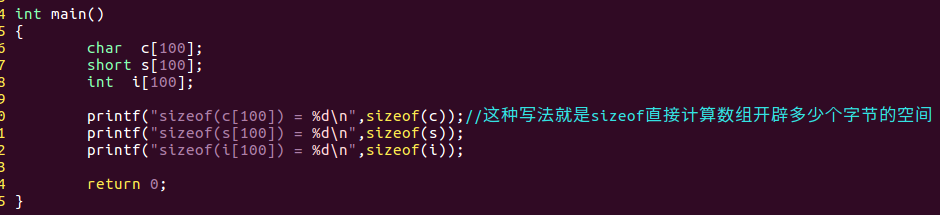 4 int main()
5 {
6         char  c[100];
7         short s[100];
8         int  i[100];
9
0         printf("sizeof(c[100]) = %d\n",sizeof(c));//这种写法就是sizeof直接计算数组开辟多少个字节的空间
1         printf("sizeof(s[100]) = %d\n",sizeof(s));
2         printf("sizeof(i[100]) = %d\n",sizeof(i));
3
4         return 0;
5 }